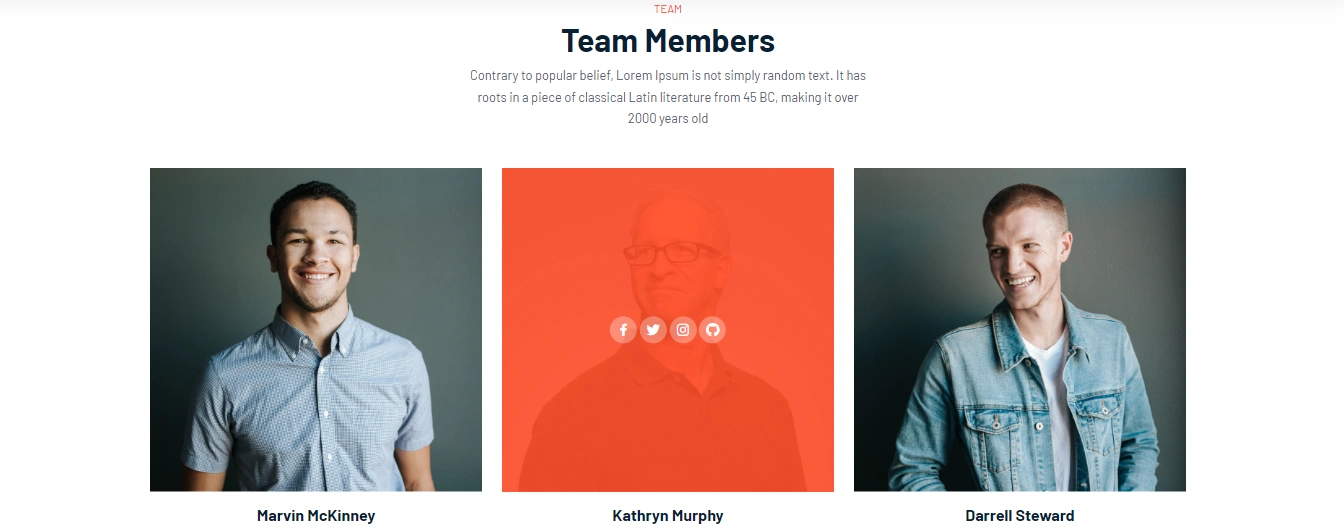 TEAM
Team Members
Contrary to popular belief, Lorem Ipsum is not simply random text. It has
roots in a piece of classical Latin literature from 45 BC, making it over
2000 years old
Marvin McKinney
Kathryn Murphy
Darrell Steward